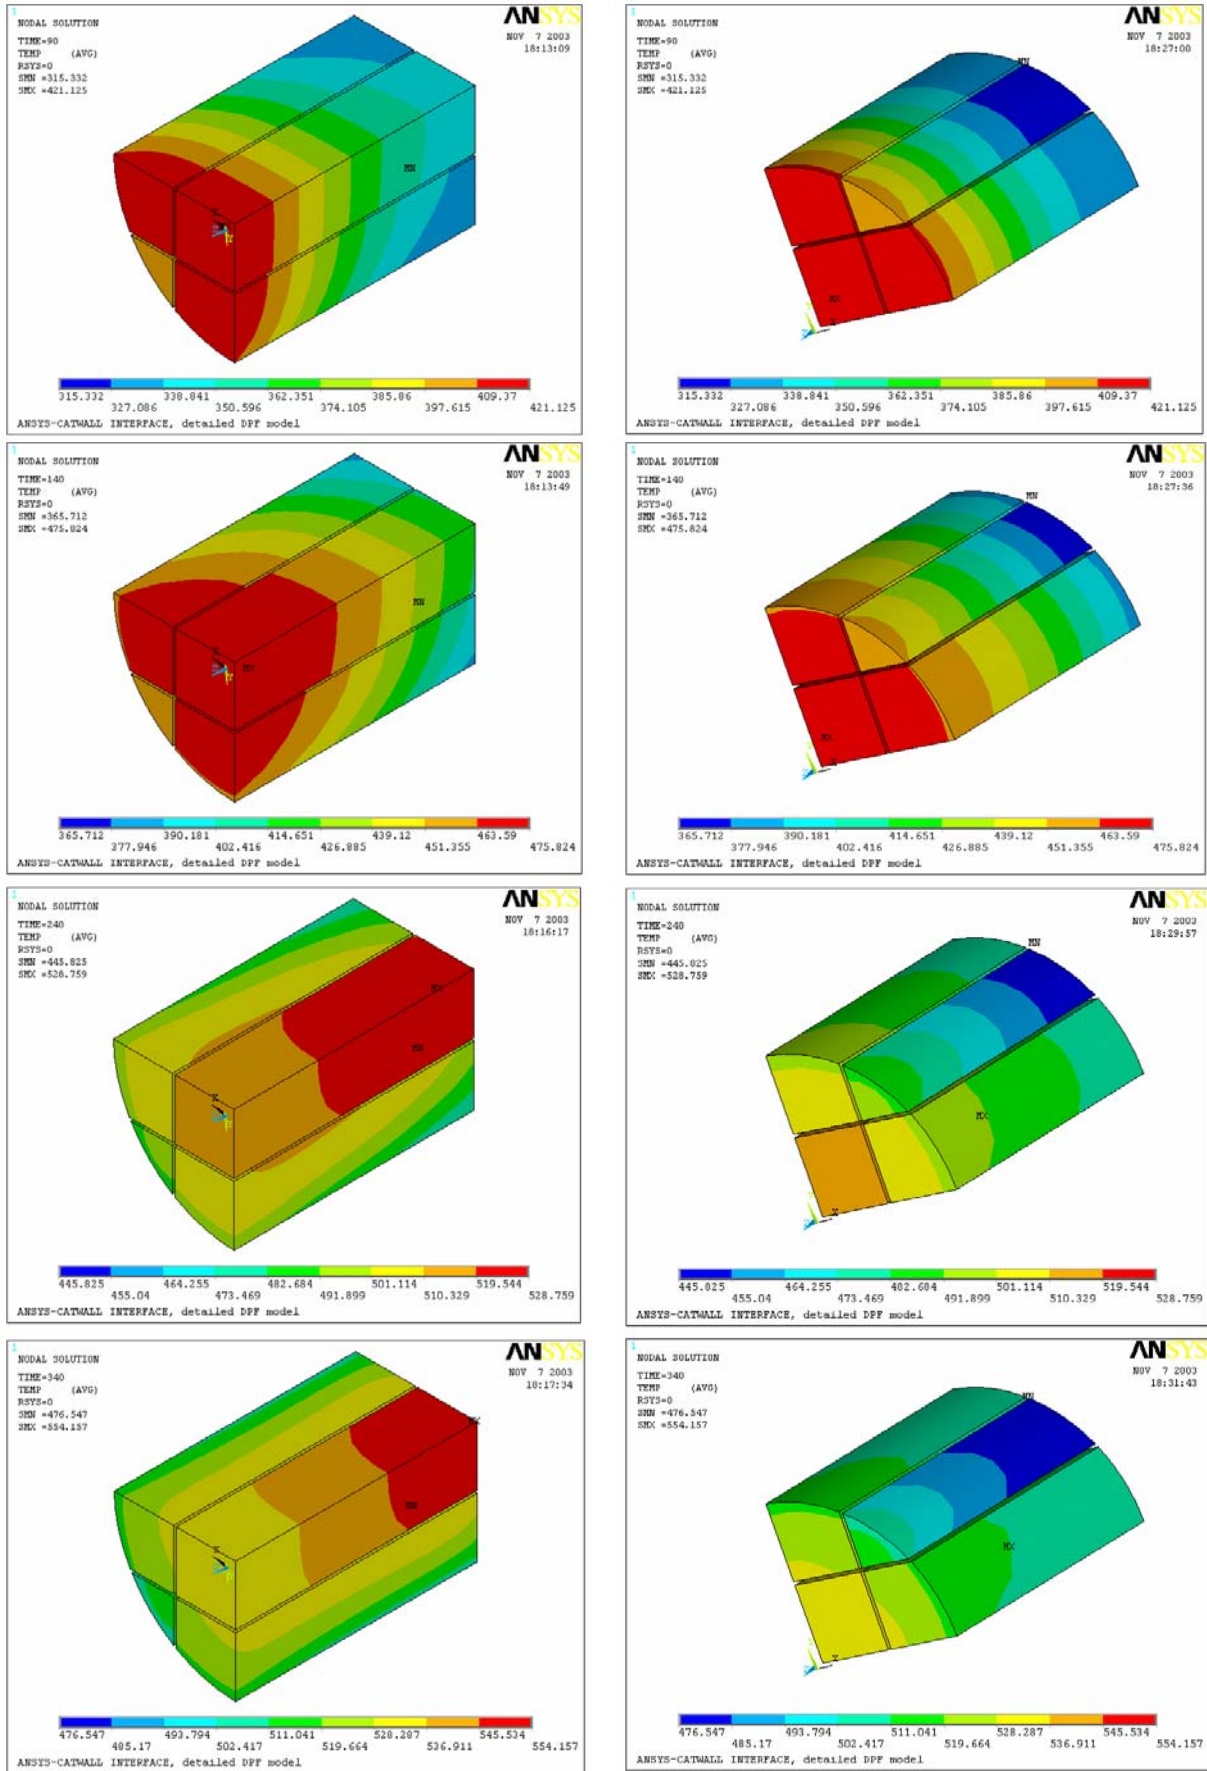 1
NODAL SOLUTION
TIME=90
TEMP (AVG)
RSYS=0
SMN =315.332
SMX =421.125
ANSYS
NOV 7 2003
18:13:09
MN
X
315.332 338.841 362.351 385.86 409.37
327.086 350.596 374.105 397.615 421.125
ANSYS-CATWALL INTERFACE, detailed DPF model
1
NODAL SOLUTION
TIME=90
TEMP (AVG)
RSYS=0
SMN =315.332
SMX =421.125
ANSYS
NOV 7 2003
18:27:00
MN
MX
315.332 338.841 362.351 385.86 409.37
327.086 350.596 374.105 397.615 421.125
ANSYS-CATWALL INTERFACE, detailed DPF model
1
NODAL SOLUTION
TIME=140
TEMP (AVG)
RSYS=0
SMN =365.712
SMX =475.824
ANSYS
NOV 7 2003
18:13:49
MN
X
MX
365.712 390.181 414.651 439.12 463.59
377.946 402.416 426.885 451.355 475.824
ANSYS-CATWALL INTERFACE, detailed DPF model
1
NODAL SOLUTION
TIME=140
TEMP (AVG)
RSYS=0
SMN =365.712
SMX =475.824
ANSYS
NOV 7 2003
18:27:36
MN
MX
365.712 390.181 414.651 439.12 463.59
377.946 402.416 426.885 451.355 475.824
ANSYS-CATWALL INTERFACE, detailed DPF model
1
NODAL SOLUTION
TIME=240
TEMP (AVG)
RSYS=0
SMN =445.825
SMX =528.759
ANSYS
NOV 7 2003
18:16:17
MX
MN
X
445.825 464.255 482.684 501.114 519.544
455.04 473.469 491.899 510.329 528.759
ANSYS-CATWALL INTERFACE, detailed DPF model
1
NODAL SOLUTION
TIME=240
TEMP (AVG)
RSYS=0
SMN =445.825
SMX =528.759
ANSYS
NOV 7 2003
18:29:57
MN
MX
445.825 464.255 482.684 501.114 519.544
455.04 473.469 491.899 510.329 528.759
ANSYS-CATWALL INTERFACE, detailed DPF model
1
NODAL SOLUTION
TIME=340
TEMP (AVG)
RSYS=0
SMN =476.547
SMX =554.157
ANSYS
NOV 7 2003
18:17:34
MX
MN
X
476.547 493.794 511.041 528.287 545.534
485.17 502.417 519.664 536.911 554.157
ANSYS-CATWALL INTERFACE, detailed DPF model
1
NODAL SOLUTION
TIME=340
TEMP (AVG)
RSYS=0
SMN =476.547
SMX =554.157
ANSYS
NOV 7 2003
18:31:43
MN
MX
476.547 493.794 511.041 528.287 545.534
485.17 502.417 519.664 536.911 554.157
ANSYS-CATWALL INTERFACE, detailed DPF model